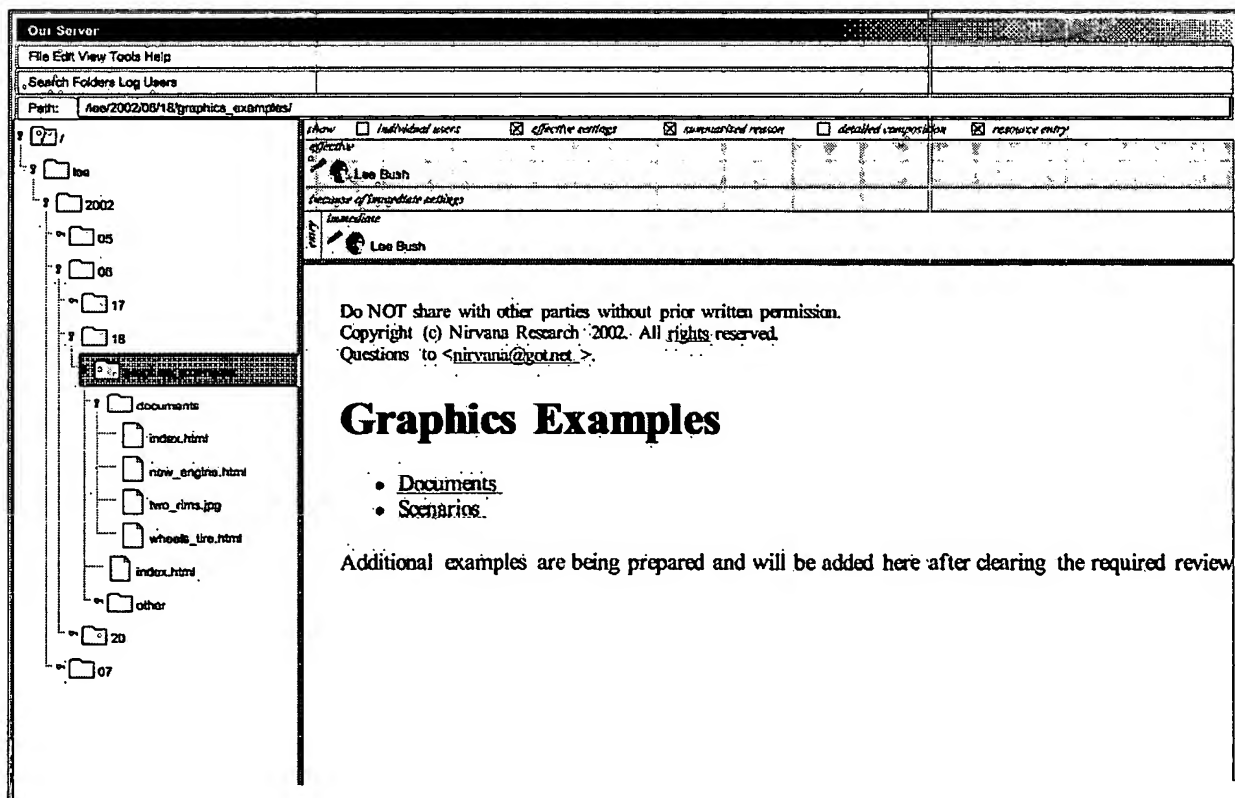 Our Server
File Edit View Tools Help
Search Folders Log Users
Path: /lee/2002/06/18/graphics_examples/
show individual users effective settings summarized reason detailed composition resource entry
effective
Lee Bush
because of immediate settings
entry
immediate
Lee Bush
/
lee
2002
05
06
17
18
documents
index.html
new_engine.html
two_rims.jpg
wheels_tire.html
index.html
other
20
07
Do NOT share with other parties without prior written permission.
Copyright (c) Nirvana Research 2002. All rights reserved.
Questions to <nirvana@got.net >.
Graphics Examples
• Documents
• Scenarios
Additional examples are being prepared and will be added here after clearing the required review